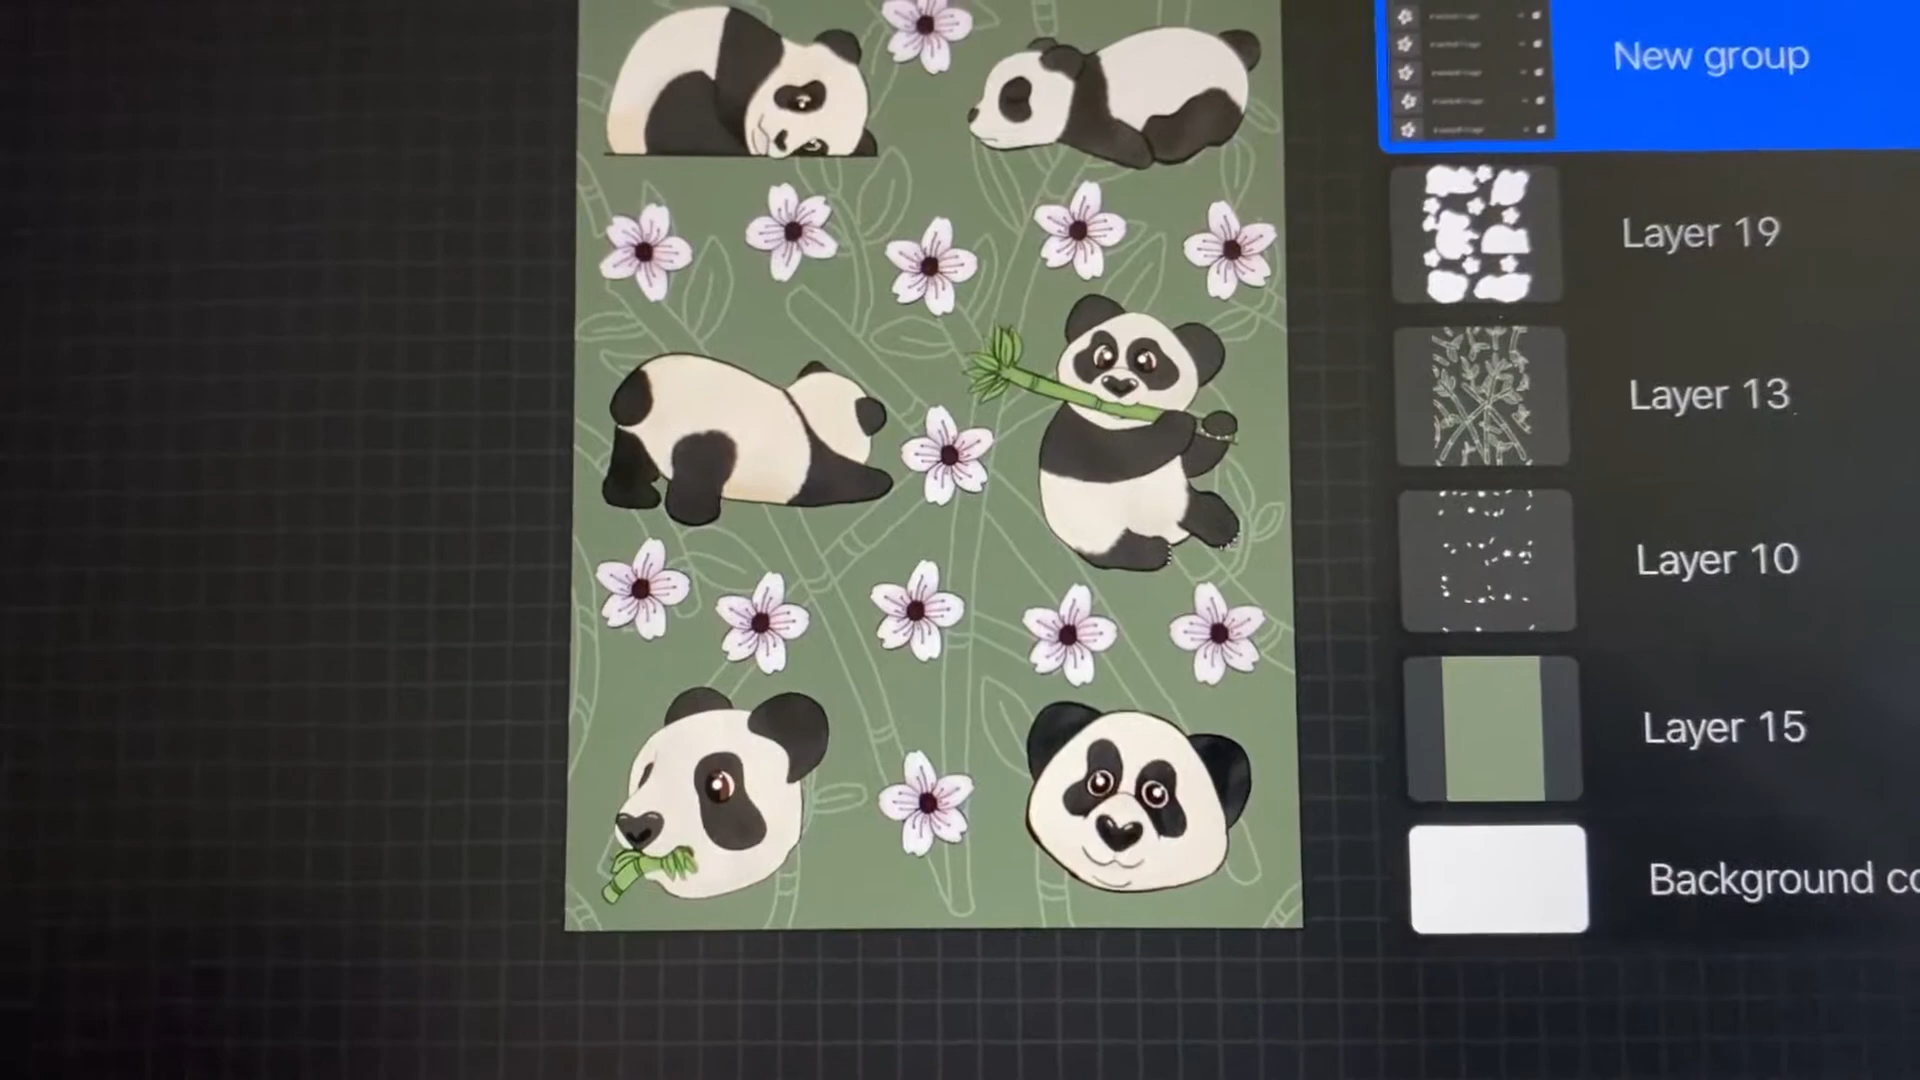 New group
Layer 19
Layer 13
Layer 10
Layer 15
Background co